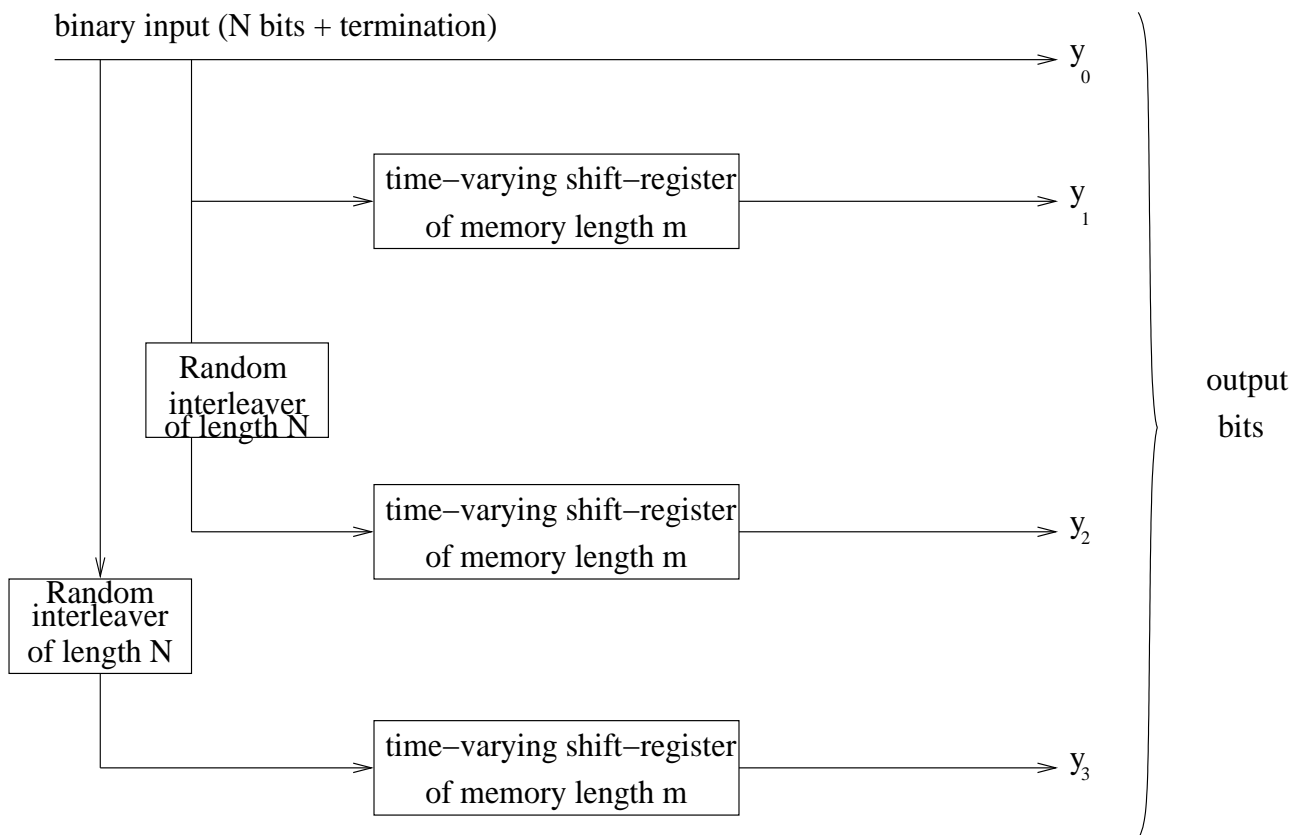 binary input (N bits + termination)
y0
time−varying shift−register
of memory length m
y1
Random
interleaver
of length N
output
bits
time−varying shift−register
of memory length m
y2
Random
interleaver
of length N
time−varying shift−register
of memory length m
y3